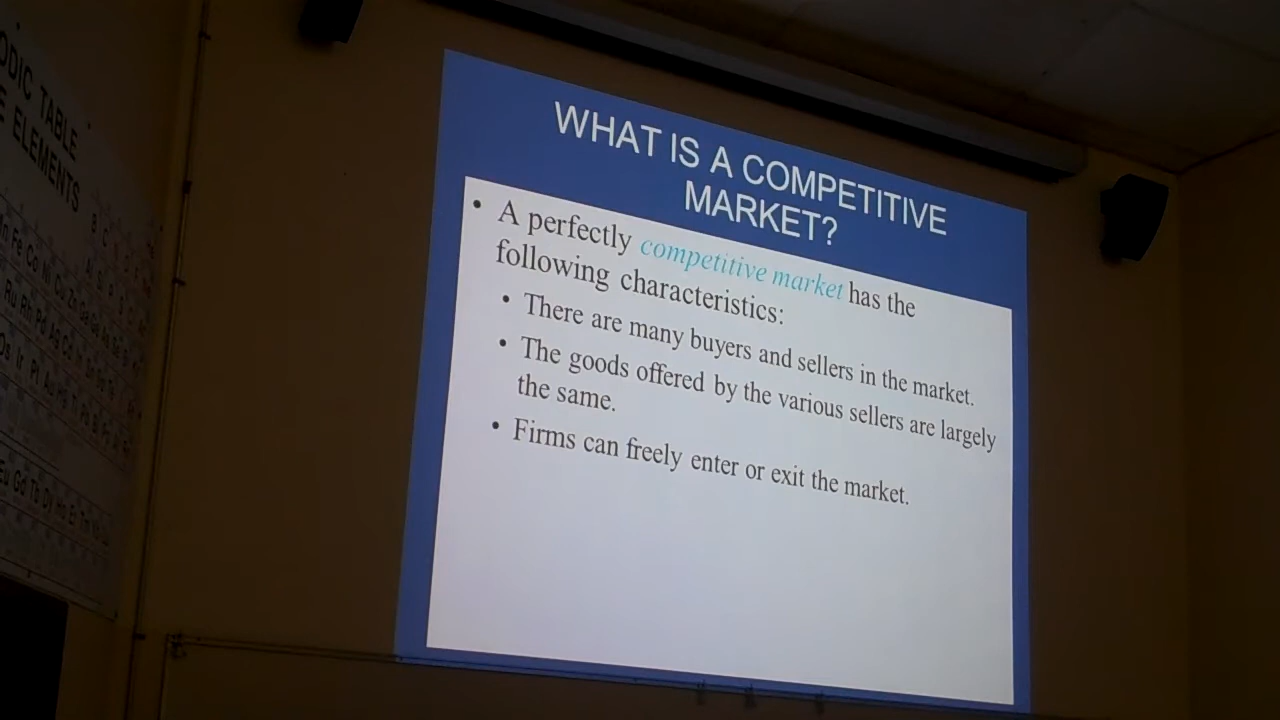 ODIC TABLE
ELEMENTS
WHAT IS A COMPETITIVE
MARKET?
• A perfectly competitive market has the
following characteristics:
• There are many buyers and sellers in the market.
• The goods offered by the various sellers are largely
the same.
• Firms can freely enter or exit the market.